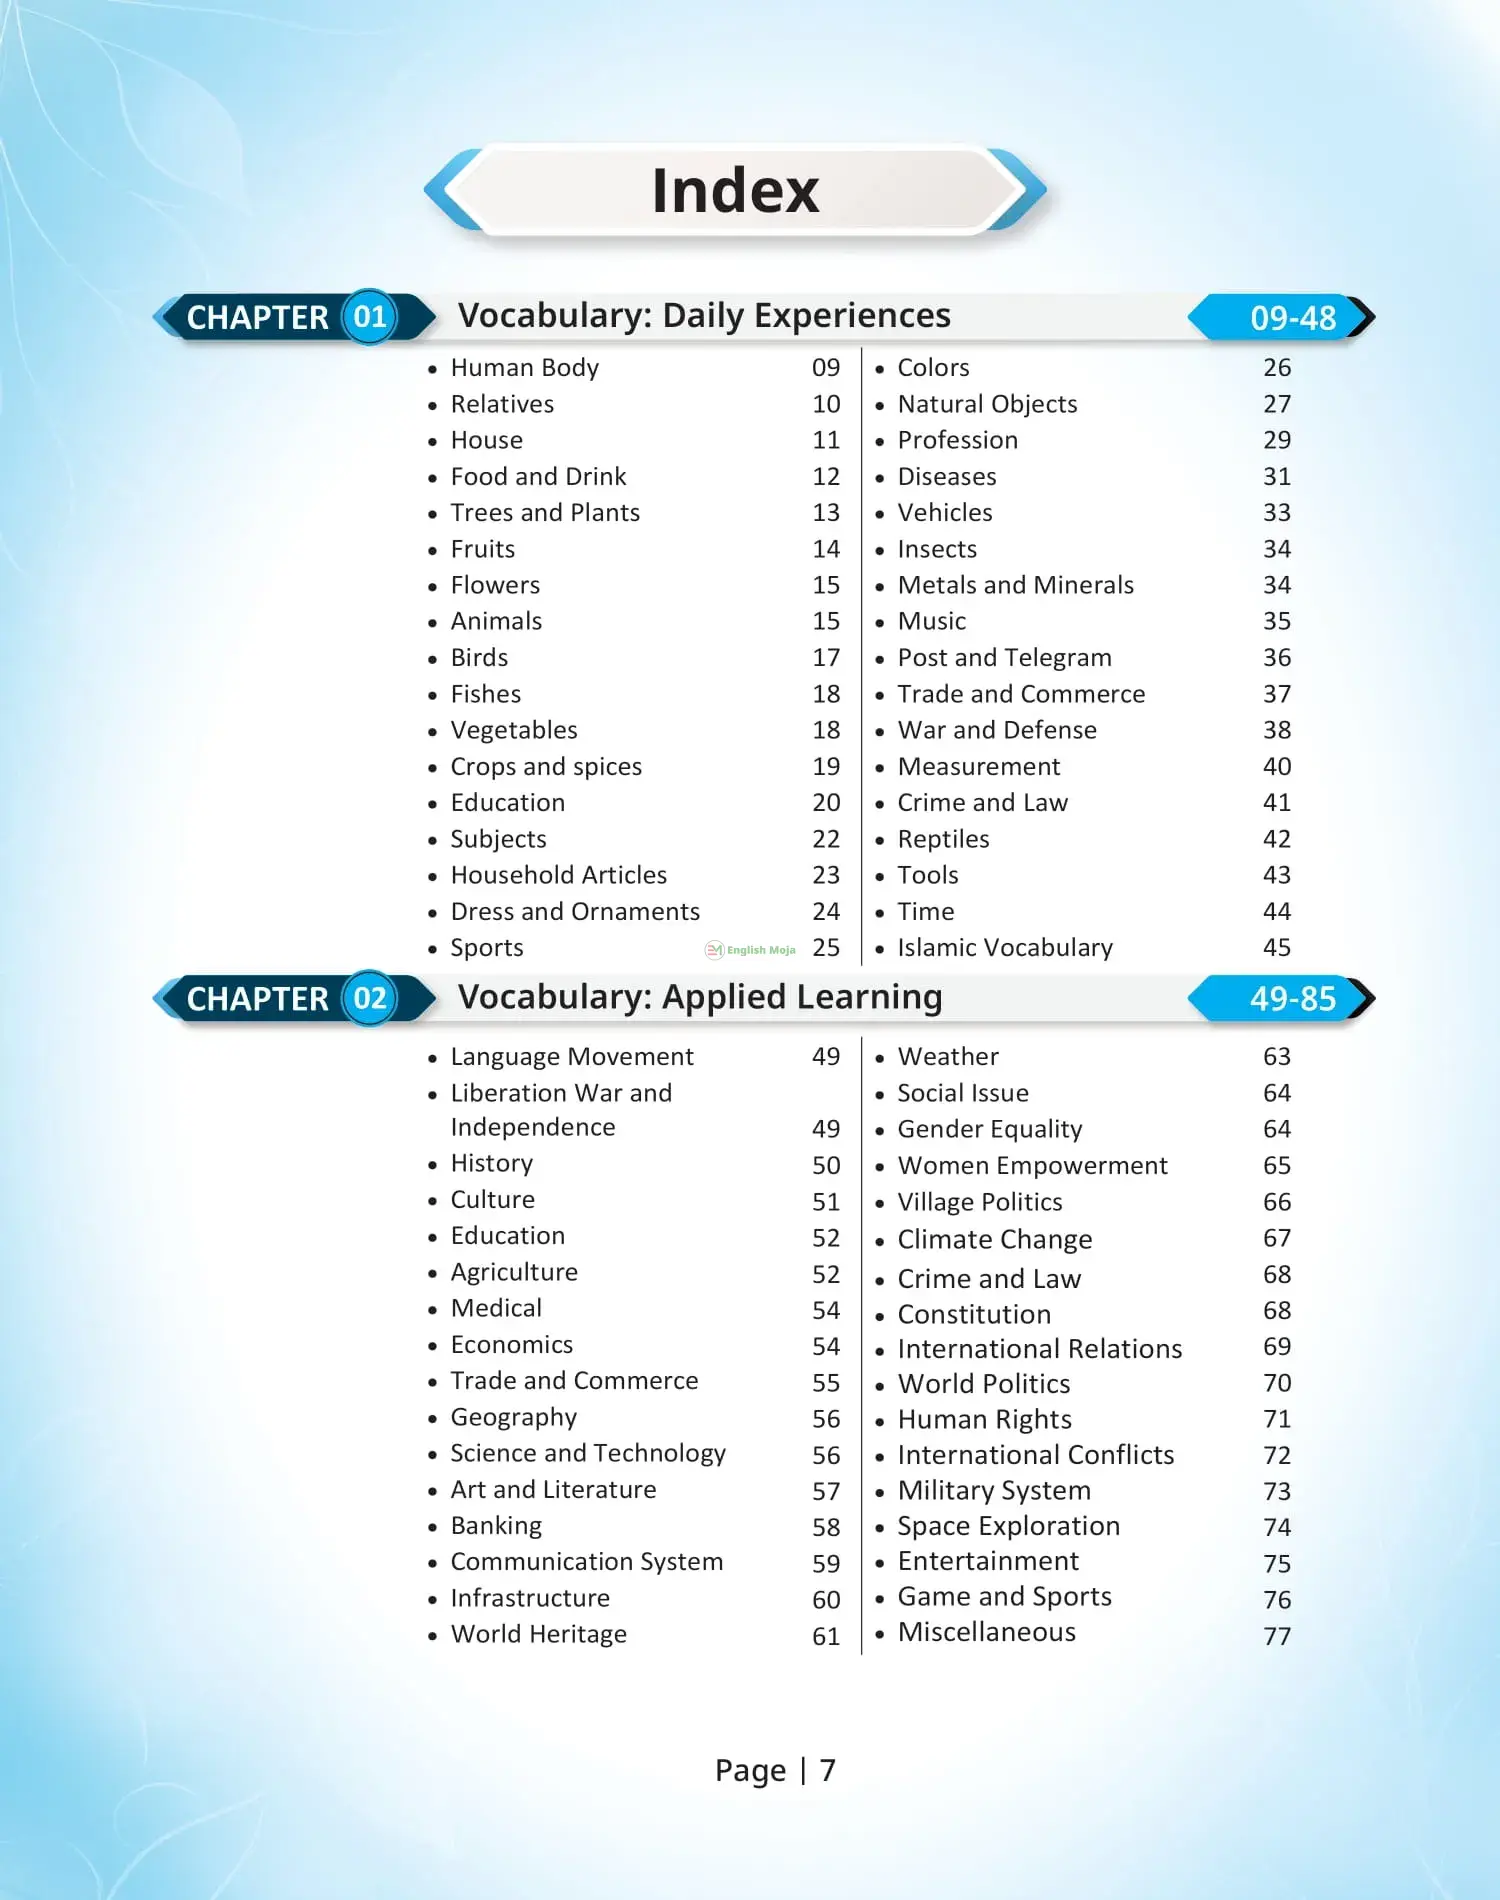 Index
CHAPTER 01 Vocabulary: Daily Experiences 09-48
• Human Body 09
• Relatives 10
• House 11
• Food and Drink 12
• Trees and Plants 13
• Fruits 14
• Flowers 15
• Animals 15
• Birds 17
• Fishes 18
• Vegetables 18
• Crops and spices 19
• Education 20
• Subjects 22
• Household Articles 23
• Dress and Ornaments 24
• Sports EM English Moja 25
• Colors 26
• Natural Objects 27
• Profession 29
• Diseases 31
• Vehicles 33
• Insects 34
• Metals and Minerals 34
• Music 35
• Post and Telegram 36
• Trade and Commerce 37
• War and Defense 38
• Measurement 40
• Crime and Law 41
• Reptiles 42
• Tools 43
• Time 44
• Islamic Vocabulary 45
CHAPTER 02 Vocabulary: Applied Learning 49-85
• Language Movement 49
• Liberation War and
Independence 49
• History 50
• Culture 51
• Education 52
• Agriculture 52
• Medical 54
• Economics 54
• Trade and Commerce 55
• Geography 56
• Science and Technology 56
• Art and Literature 57
• Banking 58
• Communication System 59
• Infrastructure 60
• World Heritage 61
• Weather 63
• Social Issue 64
• Gender Equality 64
• Women Empowerment 65
• Village Politics 66
• Climate Change 67
• Crime and Law 68
• Constitution 68
• International Relations 69
• World Politics 70
• Human Rights 71
• International Conflicts 72
• Military System 73
• Space Exploration 74
• Entertainment 75
• Game and Sports 76
• Miscellaneous 77
Page | 7